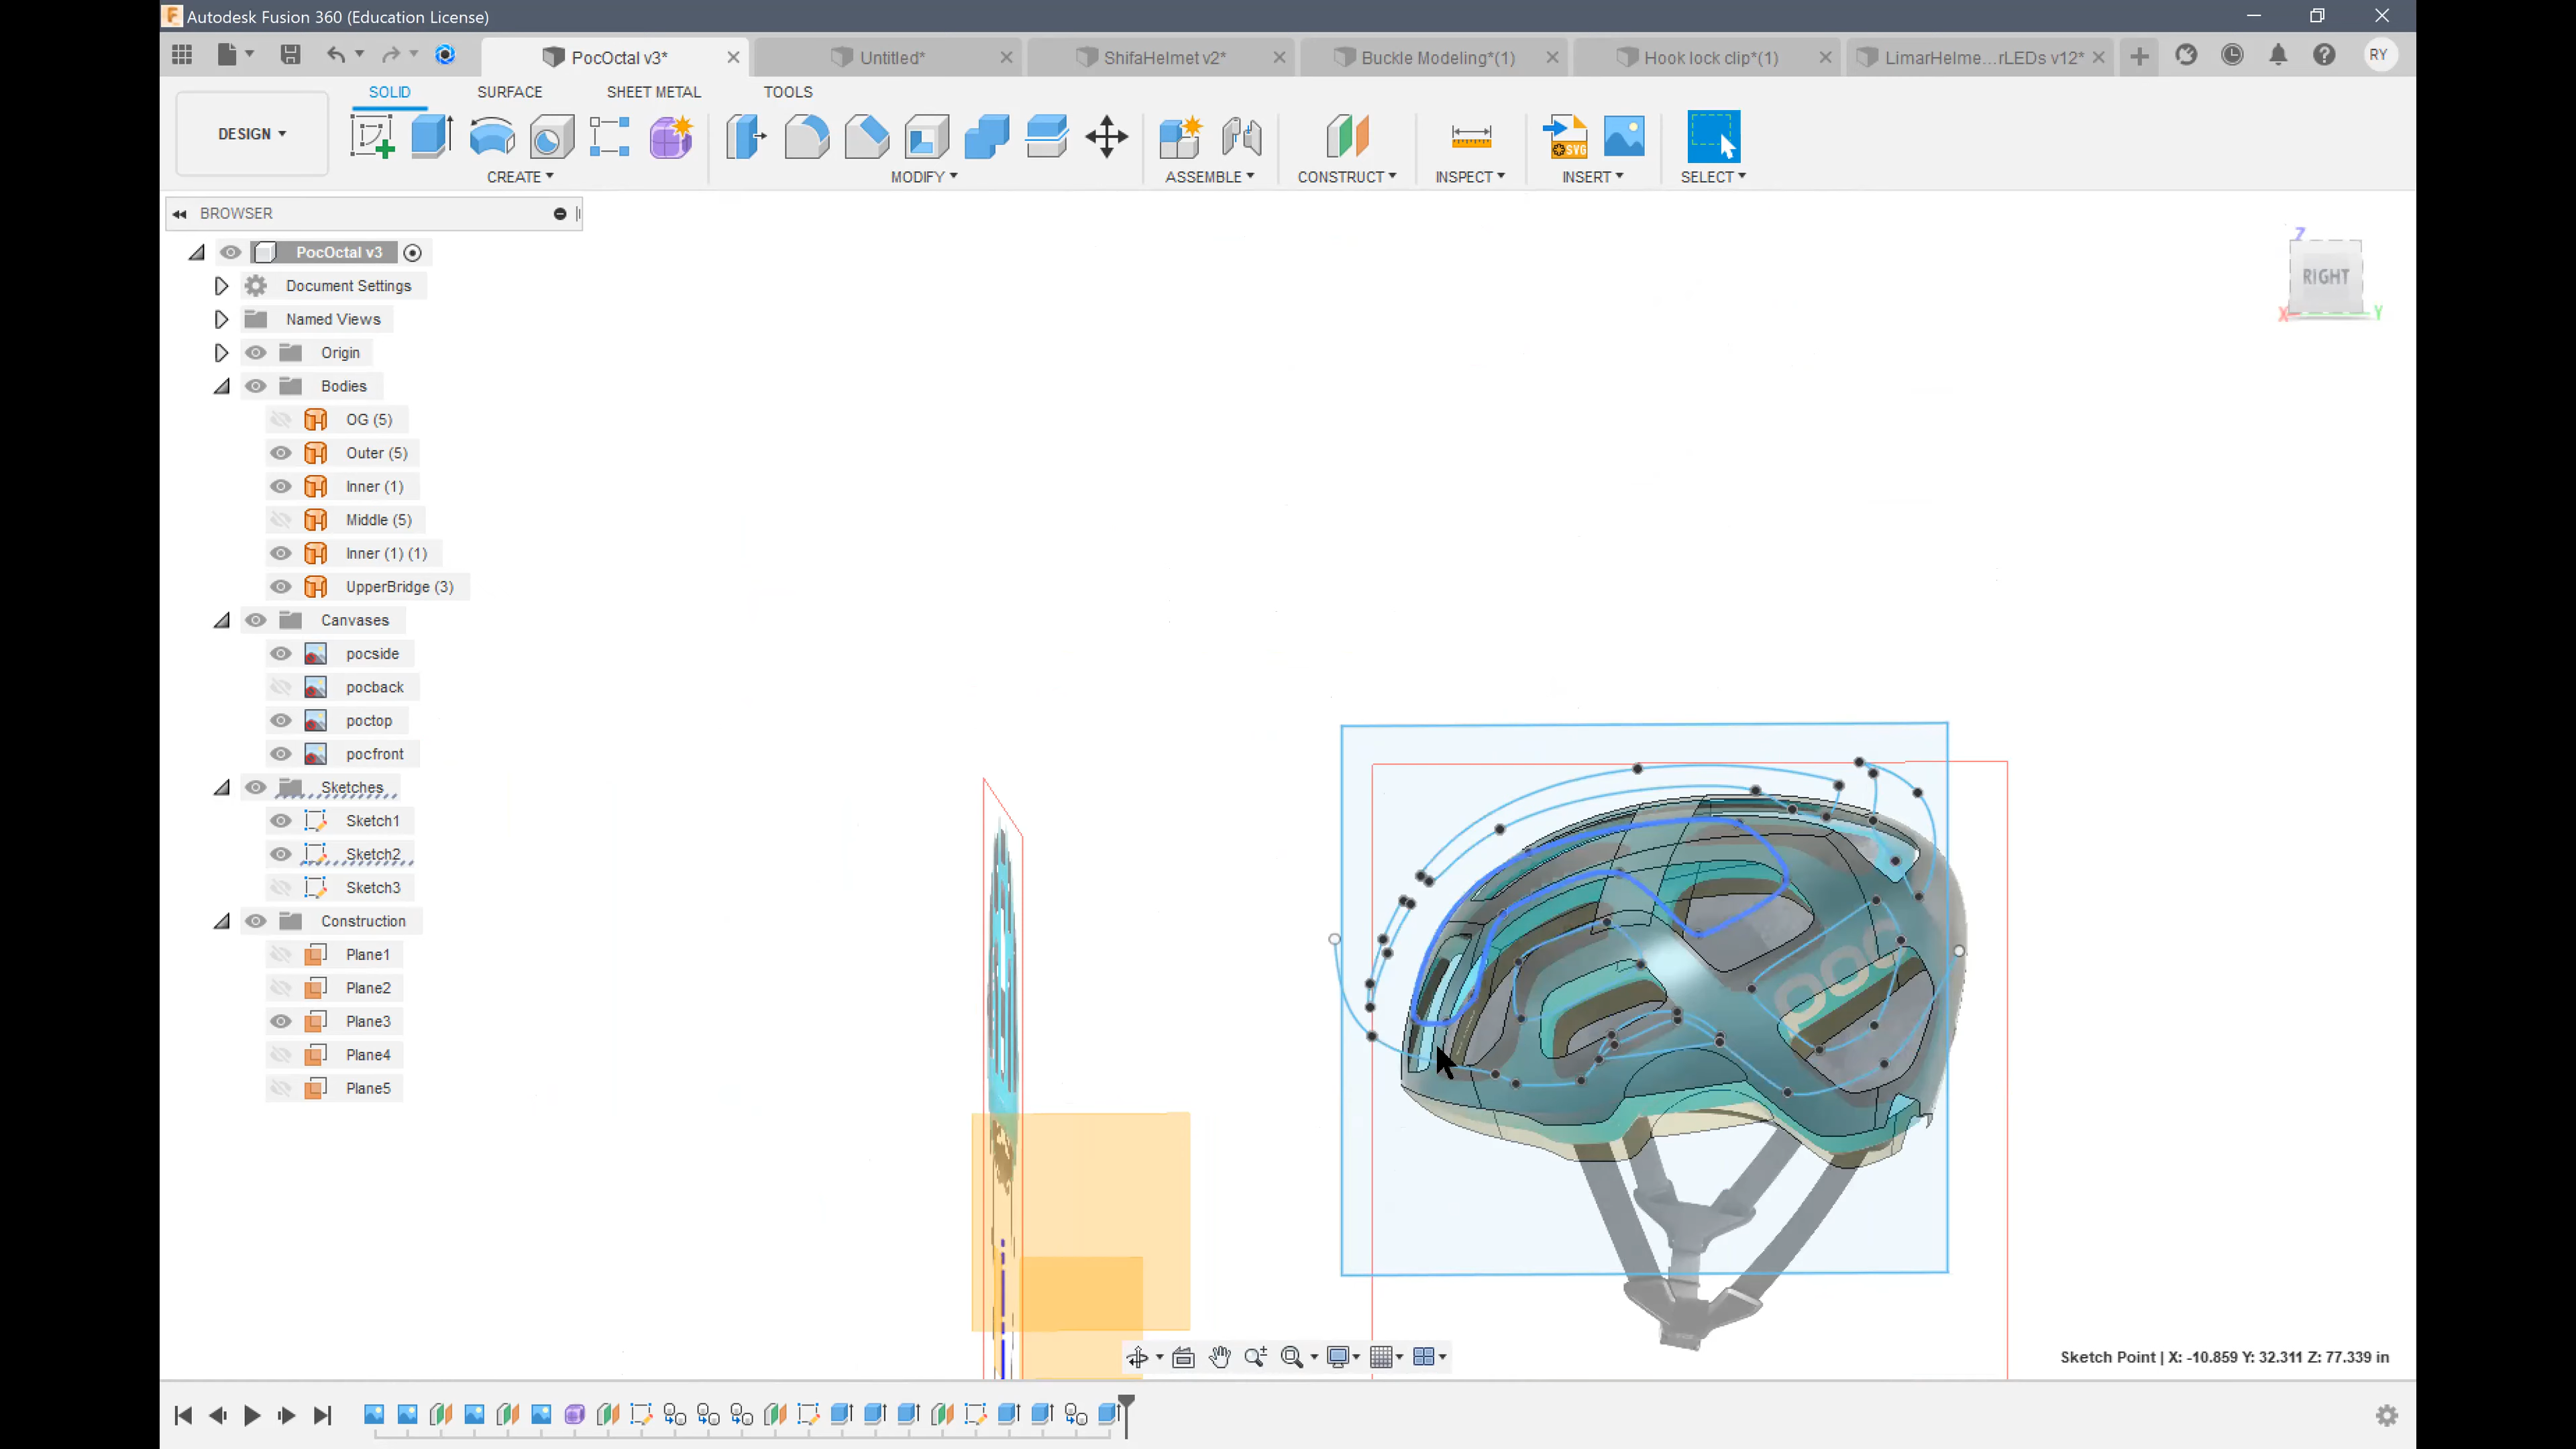 Autodesk Fusion 360 (Education License)
PocOctal v3*
Untitled*
ShifaHelmet v2*
Buckle Modeling*(1)
Hook lock clip*(1)
LimarHelme...rLEDs v12*
RY
SOLID
SURFACE
SHEET METAL
TOOLS
DESIGN
SVG
CREATE
MODIFY
ASSEMBLE
CONSTRUCT
INSPECT
INSERT
SELECT
BROWSER
Z
RIGHT
X
Y
PocOctal v3
Document Settings
Named Views
Origin
Bodies
OG (5)
Outer (5)
Inner (1)
Middle (5)
Inner (1) (1)
UpperBridge (3)
Canvases
pocside
pocback
poctop
pocfront
Sketches
Sketch1
Sketch2
Sketch3
Construction
Plane1
Plane2
Plane3
Plane4
Plane5
POC
Sketch Point | X: -10.859 Y: 32.311 Z: 77.339 in